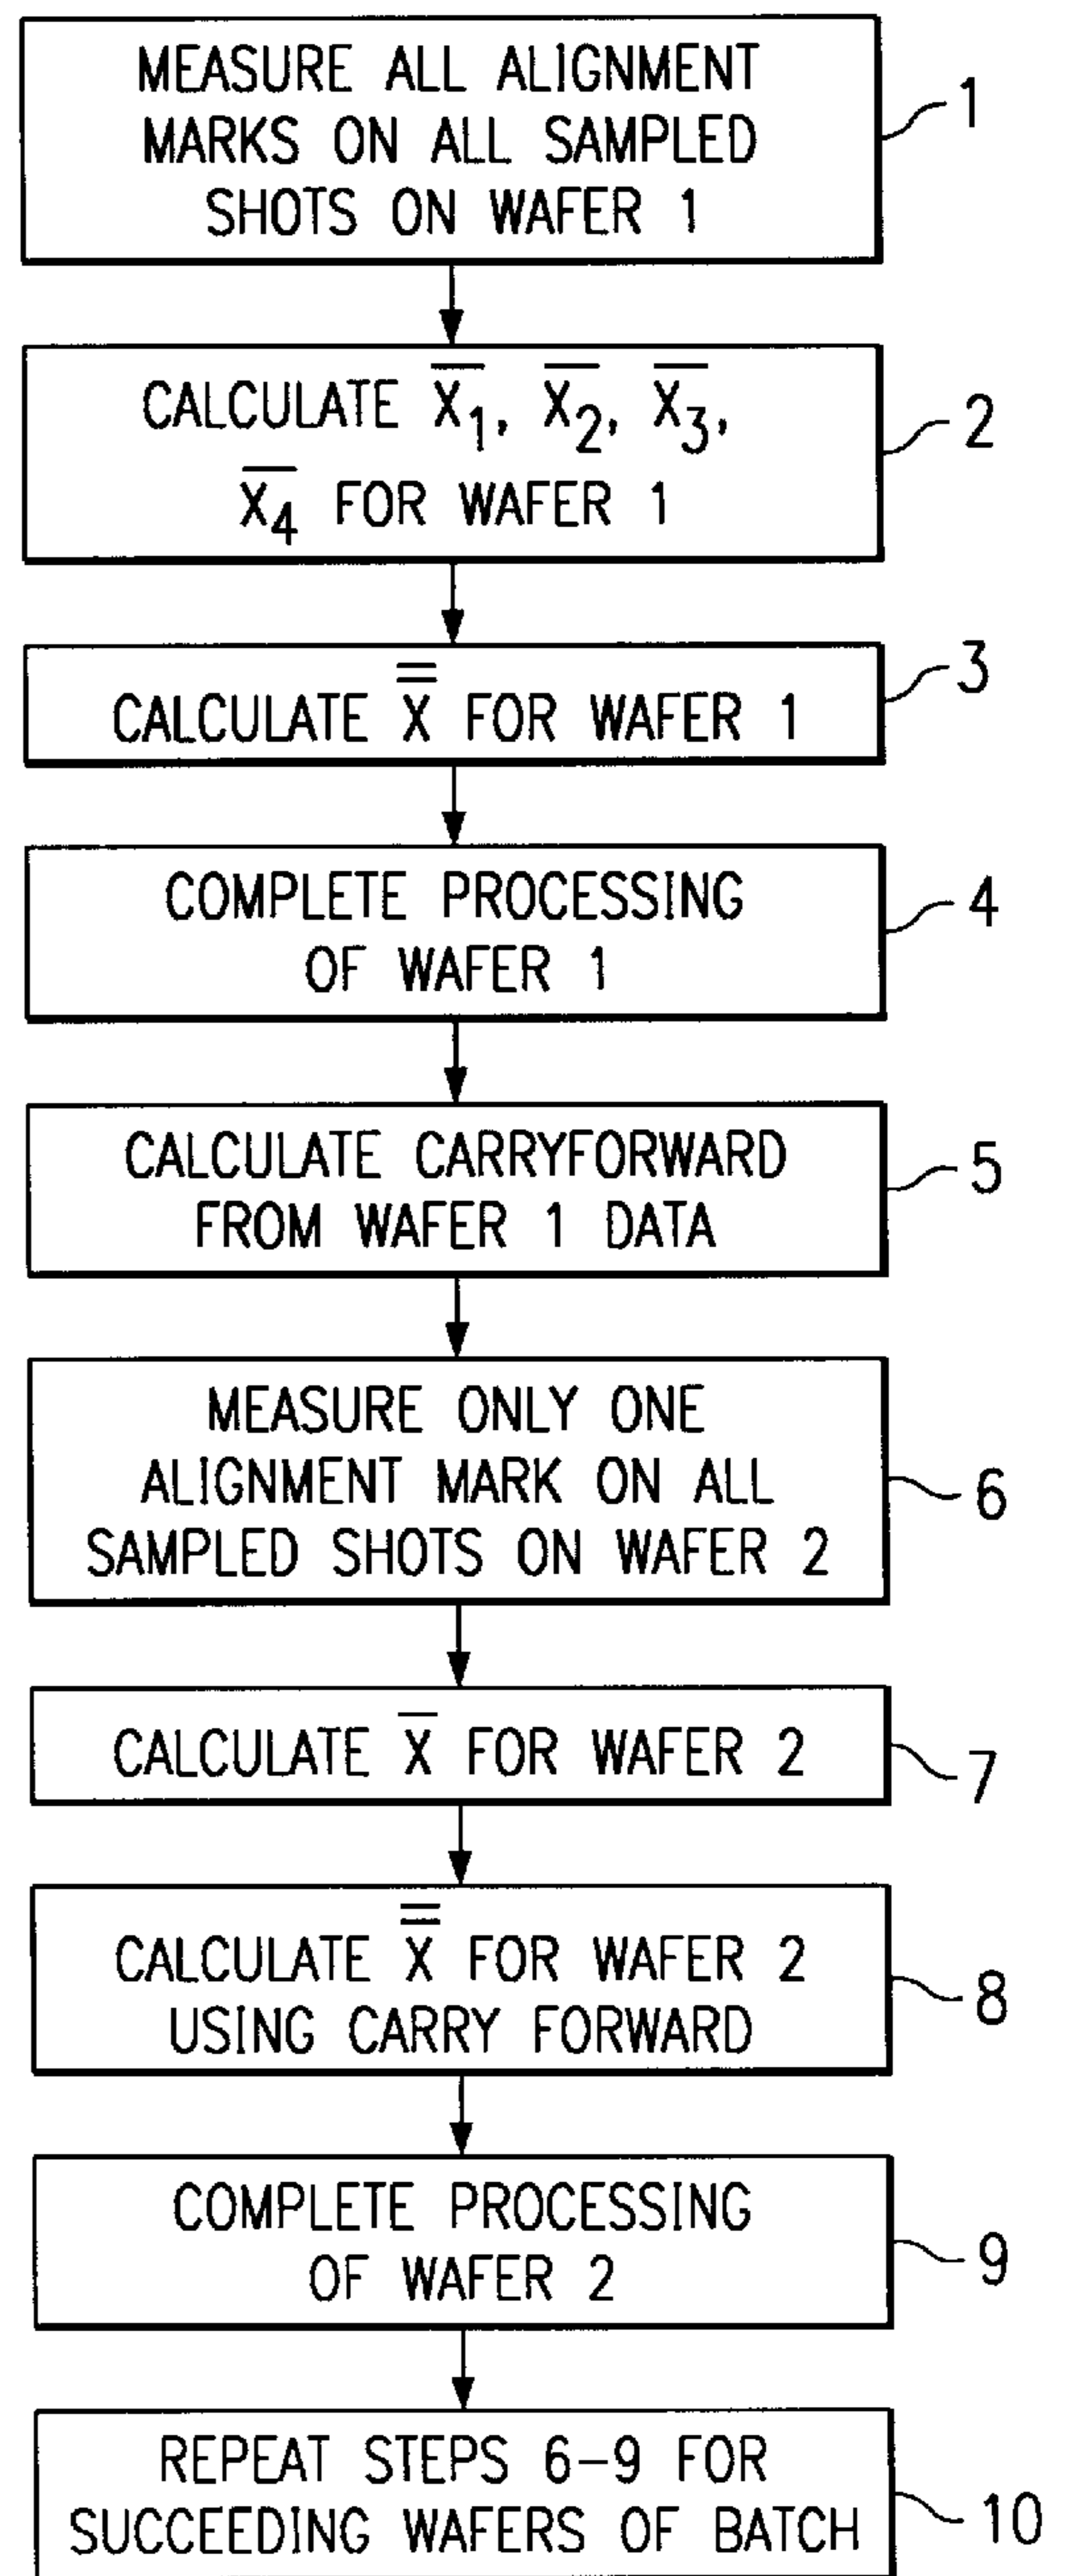 MEASURE ALL ALIGNMENT
MARKS ON ALL SAMPLED
SHOTS ON WAFER 1
1
CALCULATE X̅₁, X̅₂, X̅₃,
X̅₄ FOR WAFER 1
2
CALCULATE X̿ FOR WAFER 1
3
COMPLETE PROCESSING
OF WAFER 1
4
CALCULATE CARRYFORWARD
FROM WAFER 1 DATA
5
MEASURE ONLY ONE
ALIGNMENT MARK ON ALL
SAMPLED SHOTS ON WAFER 2
6
CALCULATE X̅ FOR WAFER 2
7
CALCULATE X̿ FOR WAFER 2
USING CARRY FORWARD
8
COMPLETE PROCESSING
OF WAFER 2
9
REPEAT STEPS 6-9 FOR
SUCCEEDING WAFERS OF BATCH
10